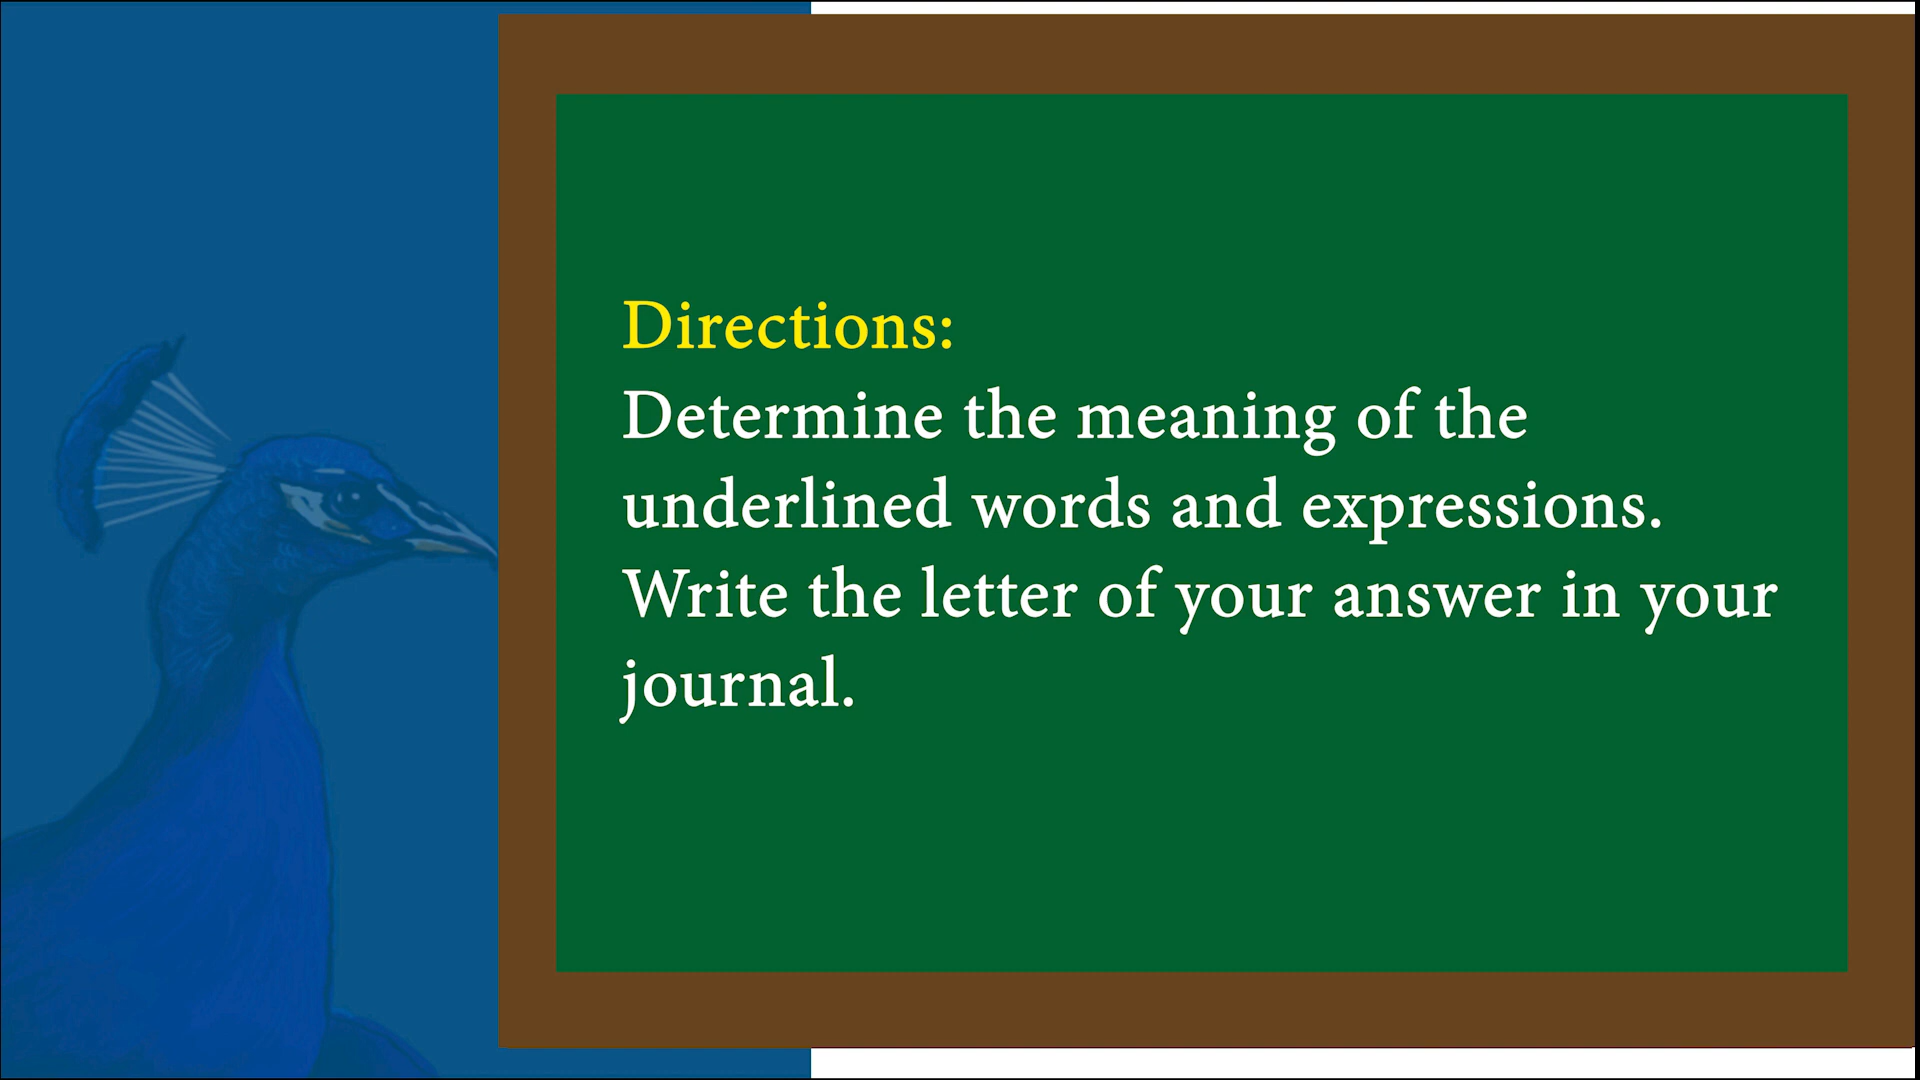 Directions:
Determine the meaning of the
underlined words and expressions.
Write the letter of your answer in your
journal.